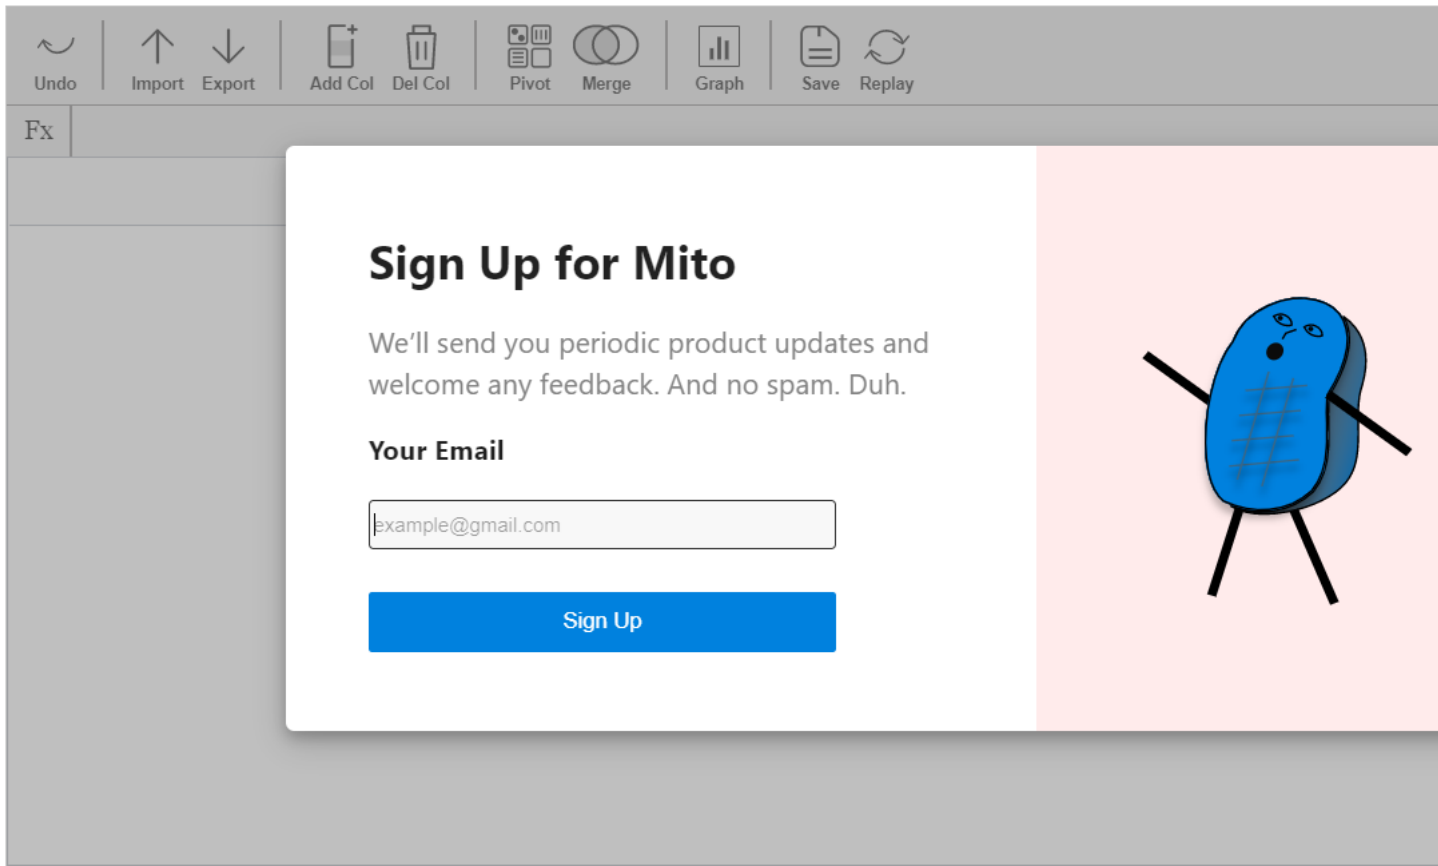 Undo Import Export Add Col Del Col Pivot Merge Graph Save Replay
Fx
Sign Up for Mito
We’ll send you periodic product updates and
welcome any feedback. And no spam. Duh.
Your Email
example@gmail.com
Sign Up